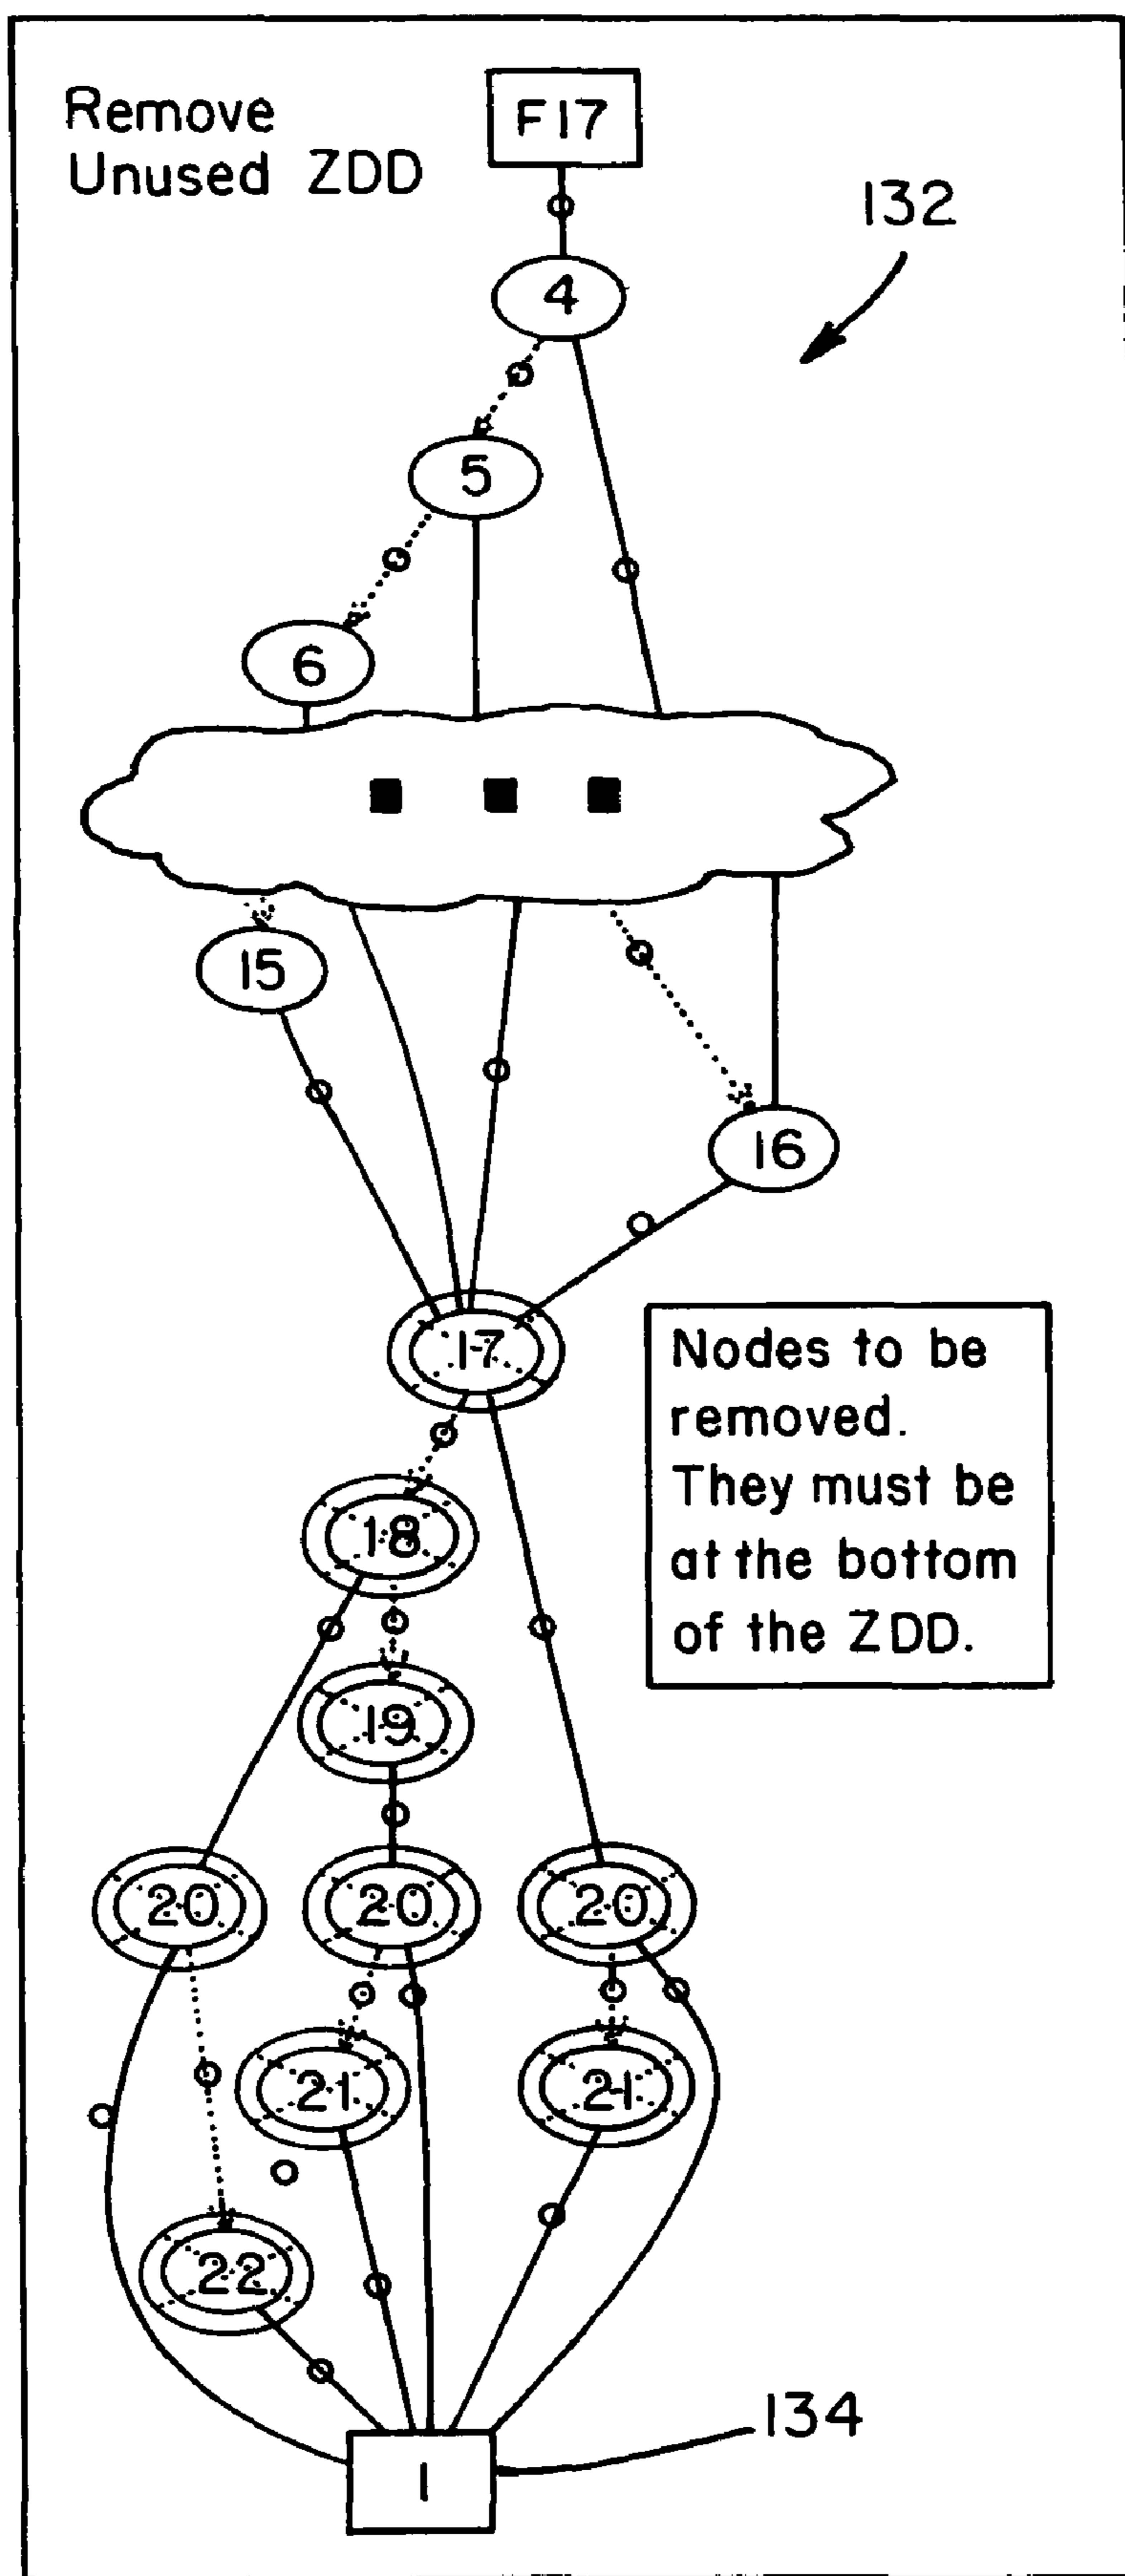 Remove
Unused ZDD
F17
132
4
5
6
15
16
17
Nodes to be
removed.
They must be
at the bottom
of the ZDD.
18
19
20 20 20
21 21
22
134
1